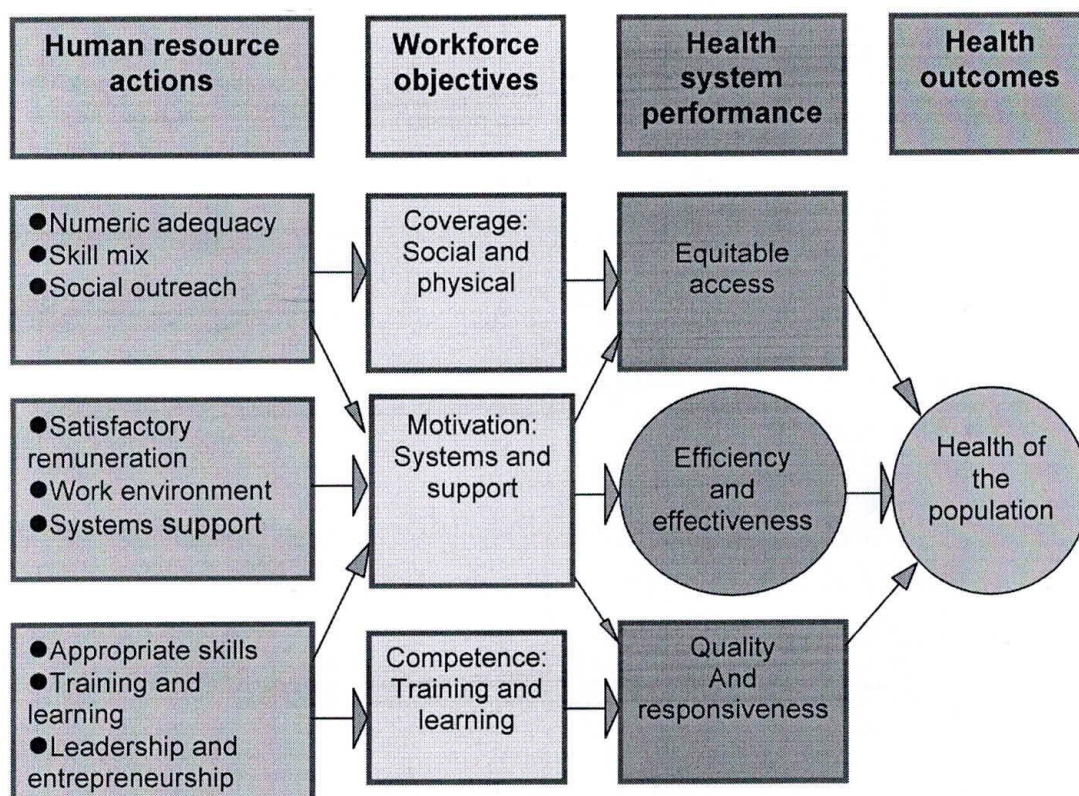 Human resource
actions
Workforce
objectives
Health
system
performance
Health
outcomes
●Numeric adequacy
●Skill mix
●Social outreach
Coverage:
Social and
physical
Equitable
access
●Satisfactory
remuneration
●Work environment
●Systems support
Motivation:
Systems and
support
Efficiency
and
effectiveness
Health of
the
population
●Appropriate skills
●Training and
learning
●Leadership and
entrepreneurship
Competence:
Training and
learning
Quality
And
responsiveness